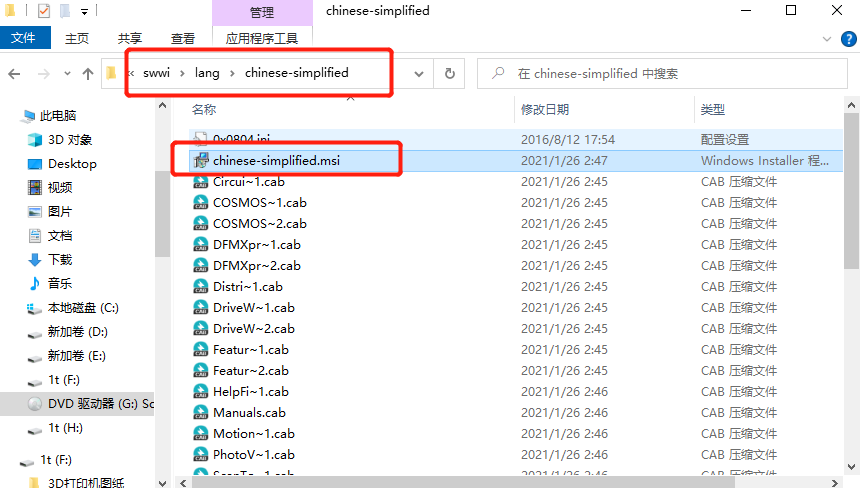 管理
chinese-simplified
文件
主页
共享
查看
应用程序工具
« swwi › lang › chinese-simplified
在 chinese-simplified 中搜索
名称
修改日期
类型
此电脑
3D 对象
Desktop
视频
图片
文档
下载
音乐
本地磁盘 (C:)
新加卷 (D:)
新加卷 (E:)
1t (F:)
DVD 驱动器 (G:) Sc
1t (H:)
1t (F:)
3D打印机图纸
0x0804.ini 2016/8/12 17:54 配置设置
chinese-simplified.msi 2021/1/26 2:47 Windows Installer 程...
Circui~1.cab 2021/1/26 2:45 CAB 压缩文件
COSMOS~1.cab 2021/1/26 2:45 CAB 压缩文件
COSMOS~2.cab 2021/1/26 2:45 CAB 压缩文件
DFMXpr~1.cab 2021/1/26 2:45 CAB 压缩文件
DFMXpr~2.cab 2021/1/26 2:45 CAB 压缩文件
Distri~1.cab 2021/1/26 2:45 CAB 压缩文件
DriveW~1.cab 2021/1/26 2:45 CAB 压缩文件
DriveW~2.cab 2021/1/26 2:45 CAB 压缩文件
Featur~1.cab 2021/1/26 2:45 CAB 压缩文件
Featur~2.cab 2021/1/26 2:45 CAB 压缩文件
HelpFi~1.cab 2021/1/26 2:46 CAB 压缩文件
Manuals.cab 2021/1/26 2:46 CAB 压缩文件
Motion~1.cab 2021/1/26 2:46 CAB 压缩文件
PhotoV~1.cab 2021/1/26 2:46 CAB 压缩文件
2021/1/26 2:46 CAB 压缩文件